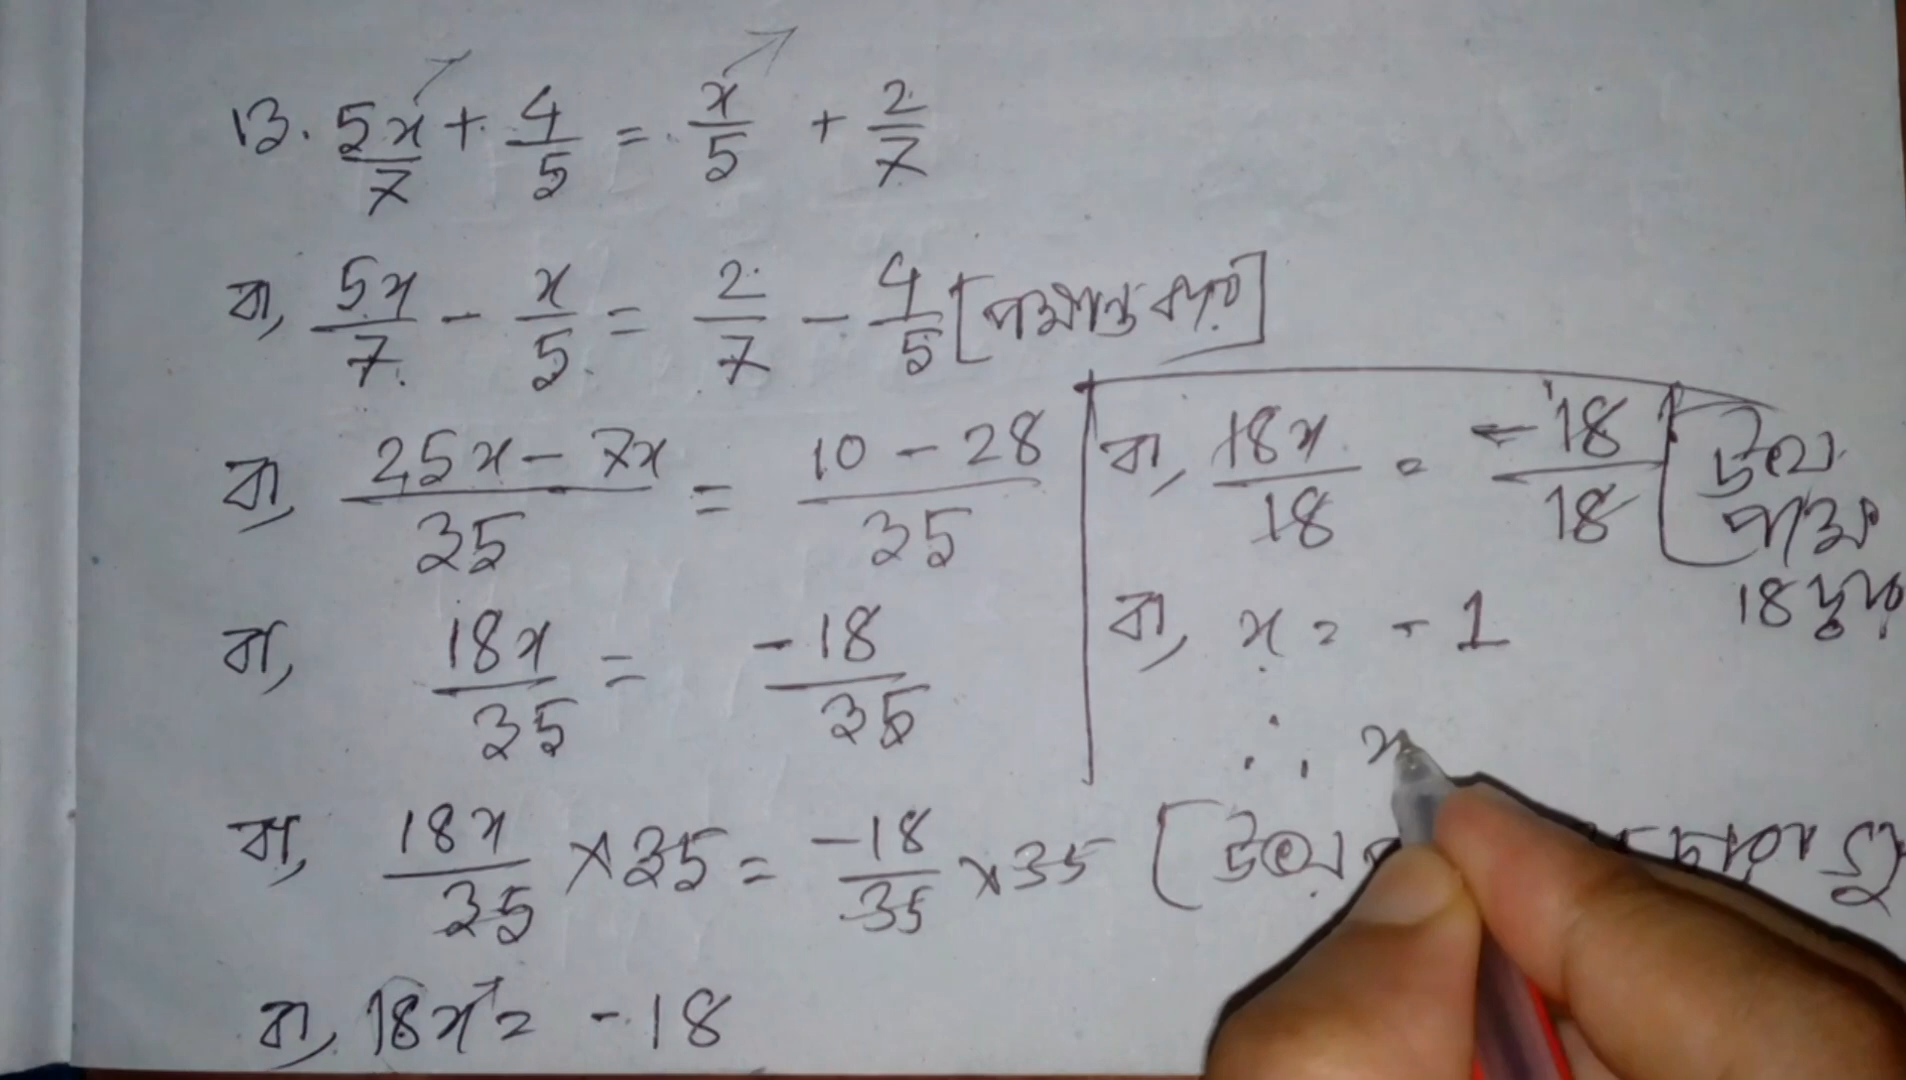 13. 5x/7 + 4/5 = x/5 + 2/7
বা, 5x/7 - x/5 = 2/7 - 4/5 [পক্ষান্তর করে]
বা, (25x - 7x)/35 = (10 - 28)/35
বা, 18x/35 = -18/35
বা, 18x/35 × 35 = -18/35 × 35 [উভয়
বা, 18x = -18
বা, 18x/18 = -18/18 [উভয়
পক্ষে
18
বা, x = -1
∴ x